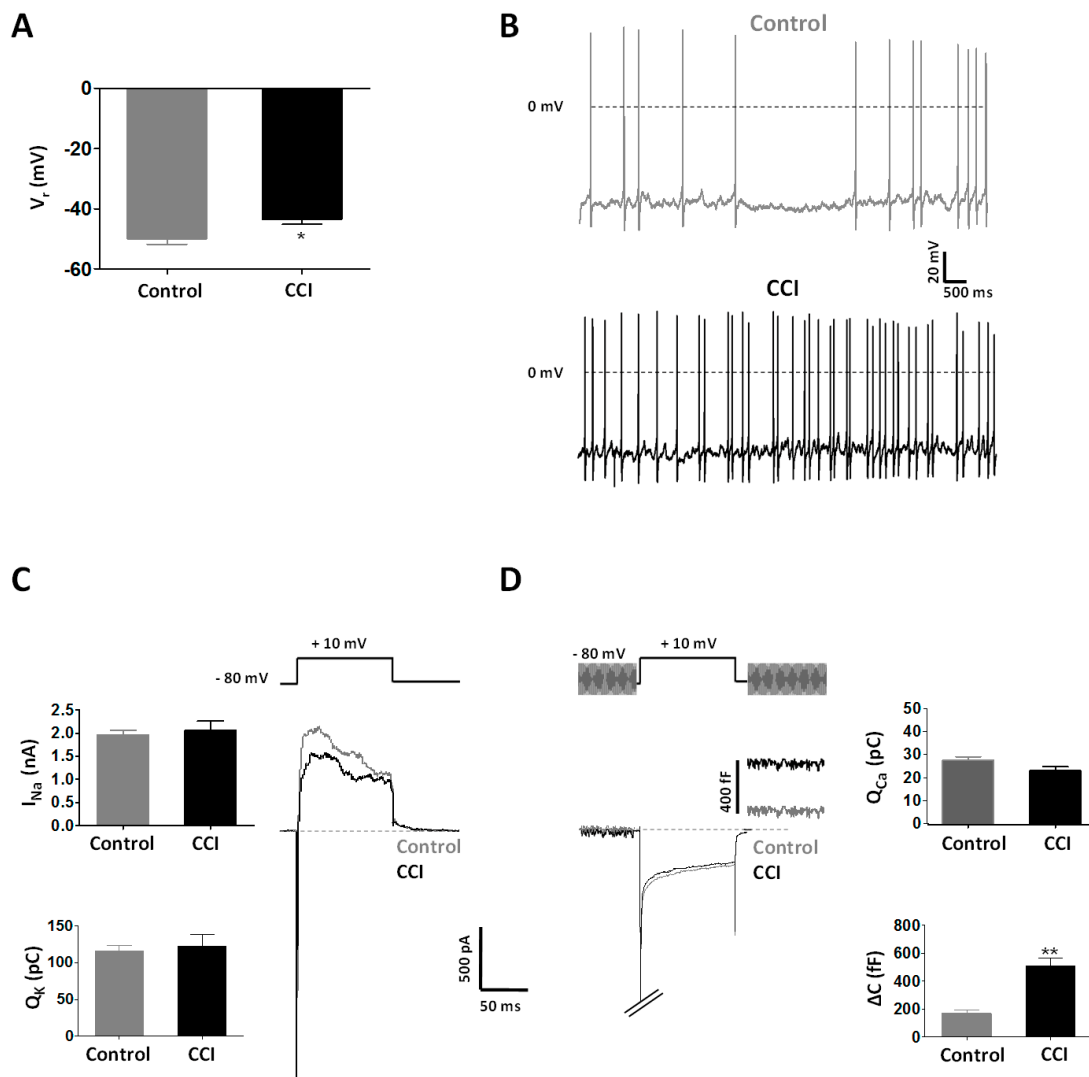 A
0
-20
-40
-60
V_r (mV)
*
Control
CCI
B
Control
0 mV
20 mV
500 ms
CCI
0 mV
C
+ 10 mV
- 80 mV
2.5
2.0
1.5
1.0
0.5
0.0
I_Na (nA)
Control
CCI
Control
CCI
150
100
50
0
Q_K (pC)
Control
CCI
500 pA
50 ms
D
- 80 mV
+ 10 mV
400 fF
Control
CCI
50
40
30
20
10
0
Q_Ca (pC)
Control
CCI
800
600
400
200
0
ΔC (fF)
**
Control
CCI